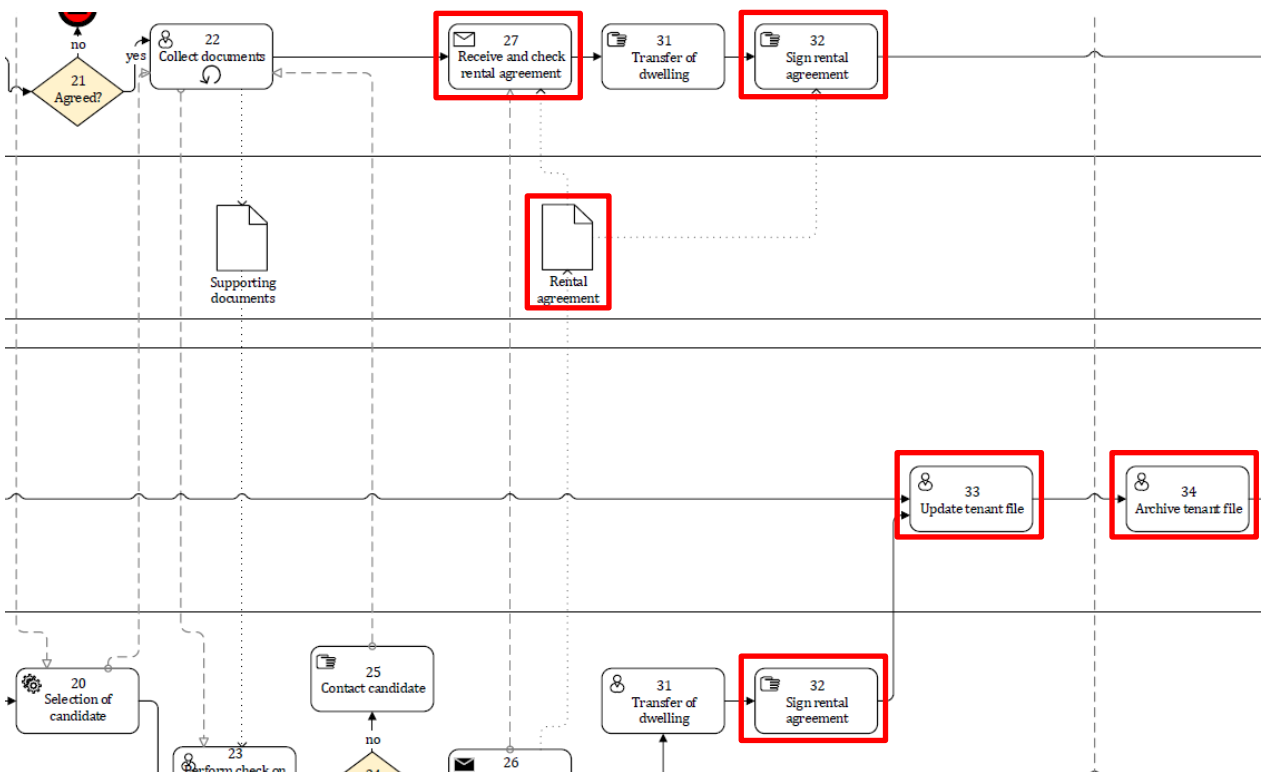 no
yes
21
Agreed?
22
Collect documents
27
Receive and check
rental agreement
31
Transfer of
dwelling
32
Sign rental
agreement
Supporting
documents
Rental
agreement
33
Update tenant file
34
Archive tenant file
20
Selection of
candidate
25
Contact candidate
31
Transfer of
dwelling
32
Sign rental
agreement
no
23
check on
26